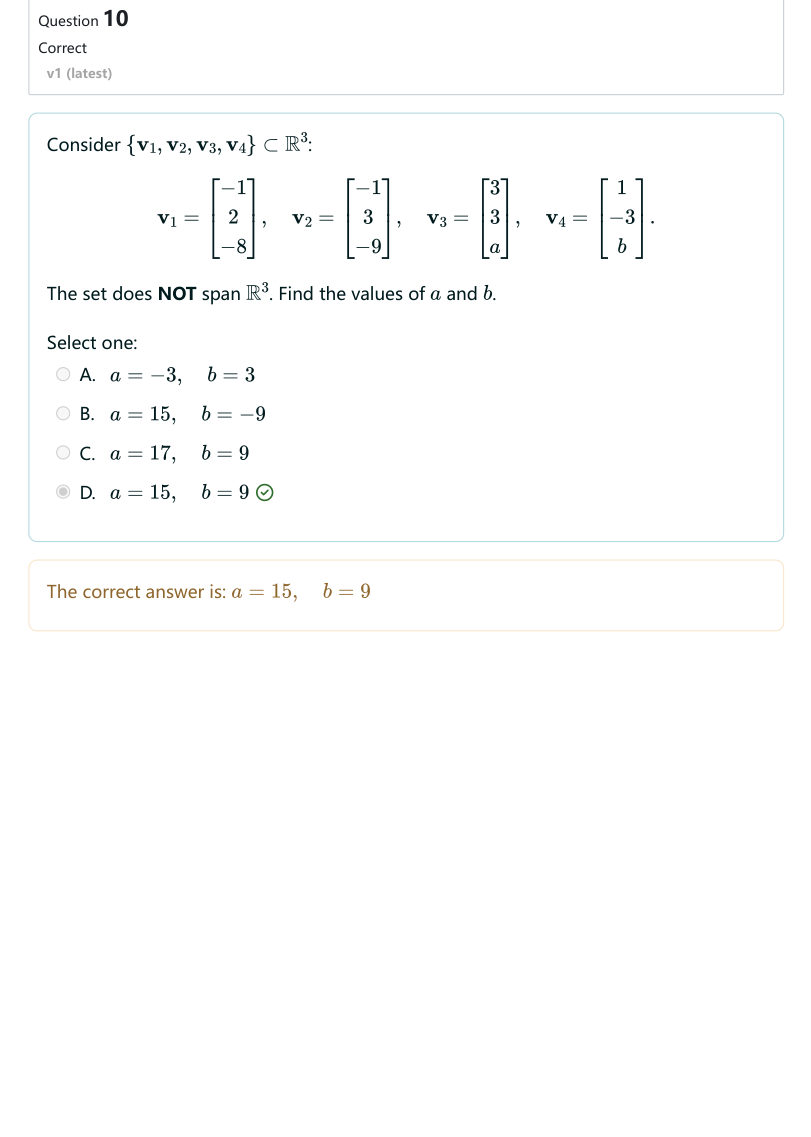 Question 10
Correct
v1 (latest)
Consider {v₁, v₂, v₃, v₄} ⊂ ℝ³:
v₁ = [−1 2 −8], v₂ = [−1 3 −9], v₃ = [3 3 a], v₄ = [1 −3 b].
The set does NOT span ℝ³. Find the values of a and b.
Select one:
A. a = −3, b = 3
B. a = 15, b = −9
C. a = 17, b = 9
D. a = 15, b = 9
The correct answer is: a = 15, b = 9